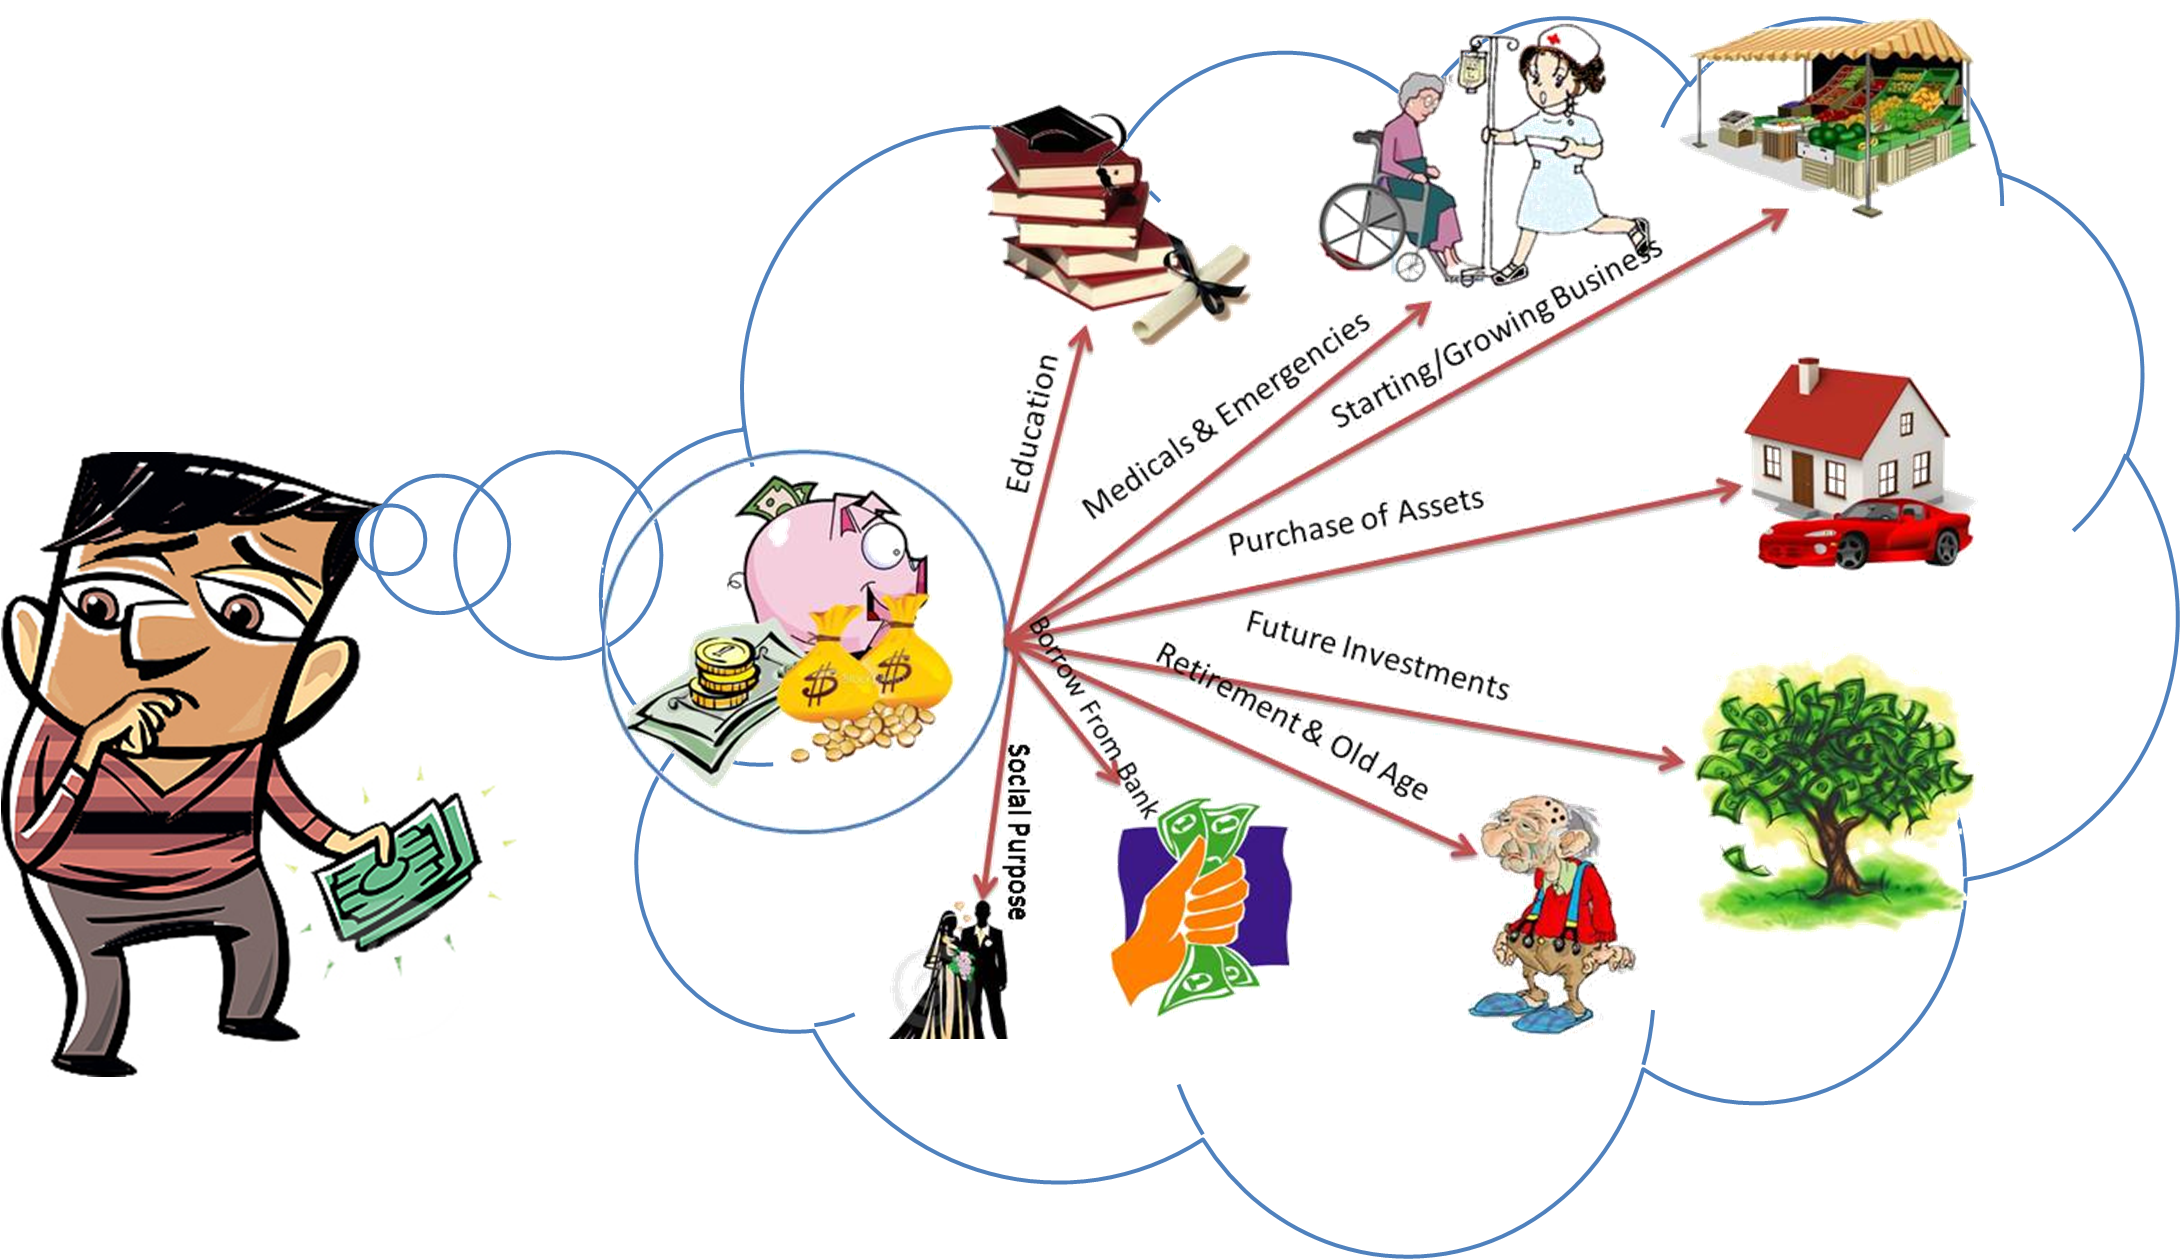 Education
Medicals & Emergencies
Starting/Growing Business
Purchase of Assets
Future Investments
Retirement & Old Age
Borrow From Bank
Social Purpose
$
$